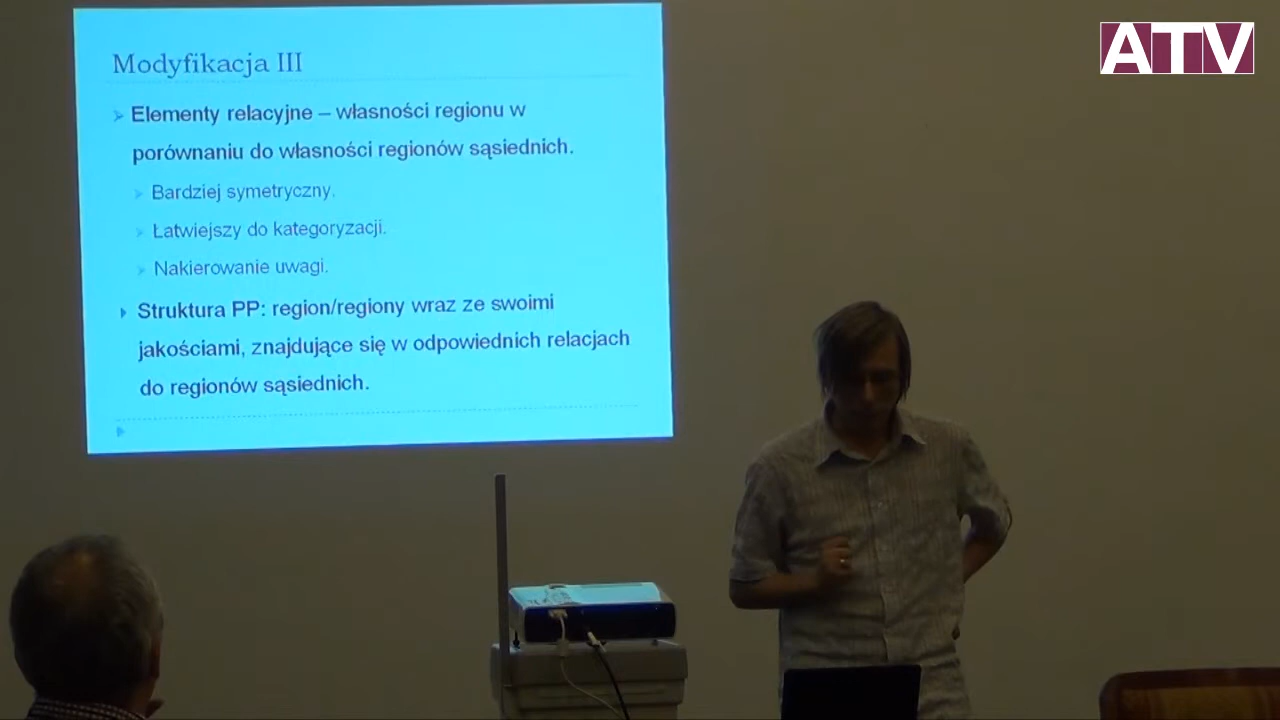 ATV
Modyfikacja III
Elementy relacyjne – własności regionu w
porównaniu do własności regionów sąsiednich.
Bardziej symetryczny.
Łatwiejszy do kategoryzacji.
Nakierowanie uwagi.
Struktura PP: region/regiony wraz ze swoimi
jakościami, znajdujące się w odpowiednich relacjach
do regionów sąsiednich.